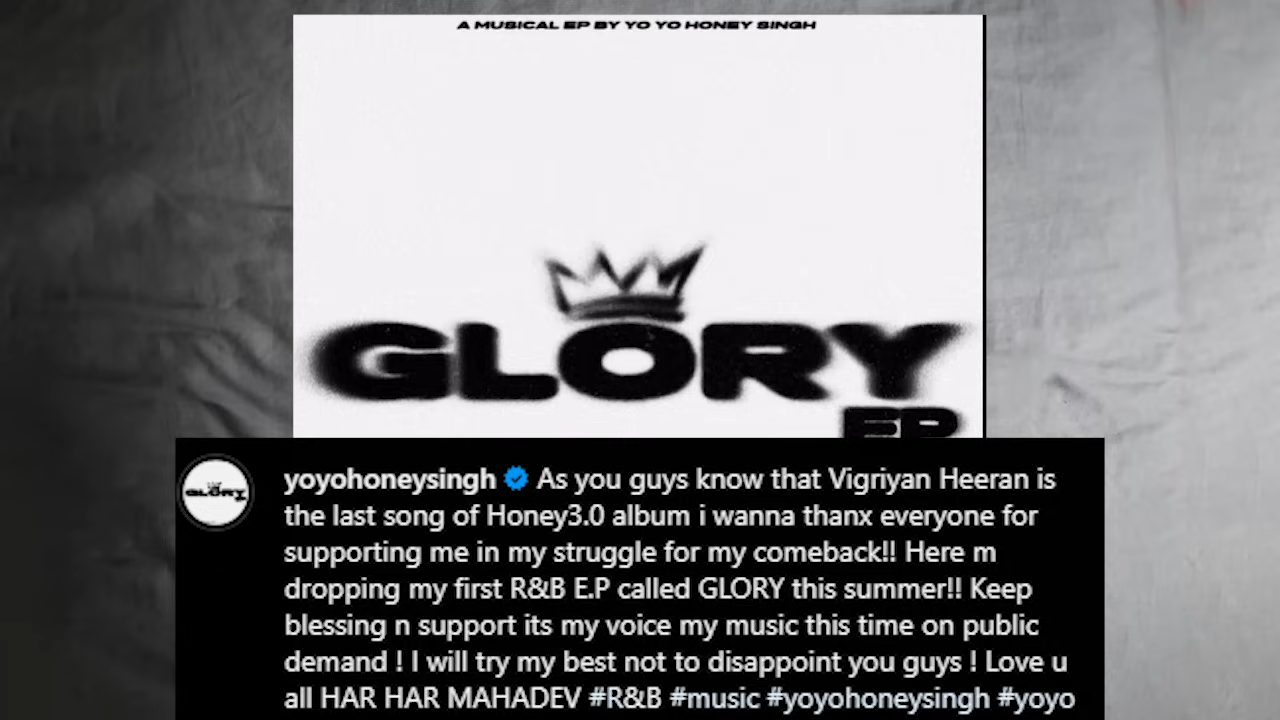 A MUSICAL EP BY YO YO HONEY SINGH
GLORY
EP
GLORY
yoyohoneysingh As you guys know that Vigriyan Heeran is
the last song of Honey3.0 album i wanna thanx everyone for
supporting me in my struggle for my comeback!! Here m
dropping my first R&B E.P called GLORY this summer!! Keep
blessing n support its my voice my music this time on public
demand ! I will try my best not to disappoint you guys ! Love u
all HAR HAR MAHADEV #R&B #music #yoyohoneysingh #yoyo